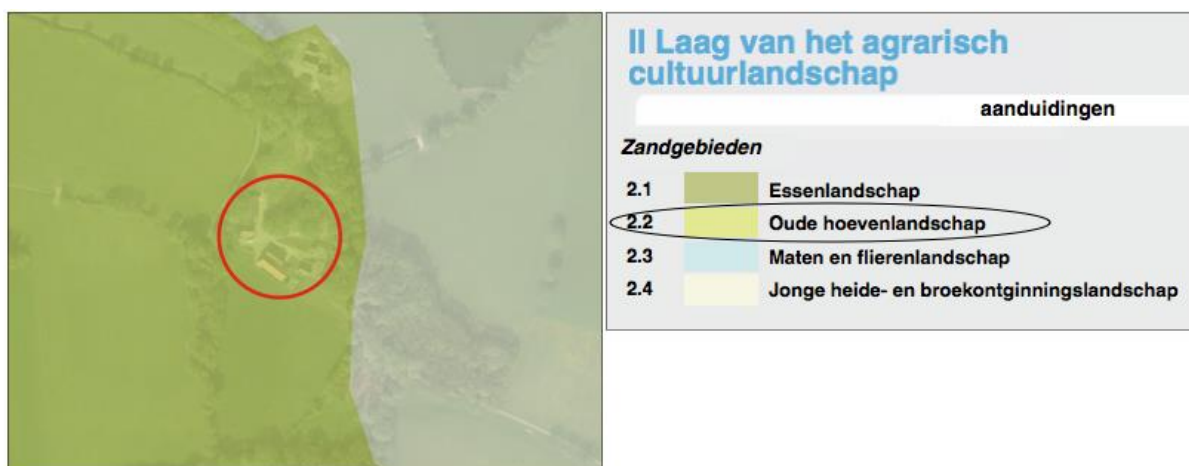 II Laag van het agrarisch
cultuurlandschap
aanduidingen
Zandgebieden
2.1 Essenlandschap
2.2 Oude hoevenlandschap
2.3 Maten en flierenlandschap
2.4 Jonge heide- en broekontginningslandschap